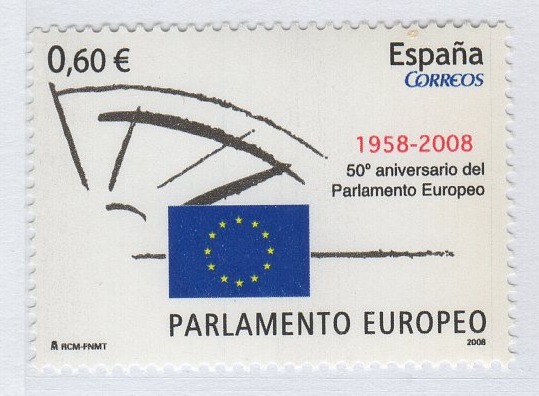 0,60 €
España
CORREOS
1958-2008
50º aniversario del
Parlamento Europeo
PARLAMENTO EUROPEO
RCM-FNMT
2008